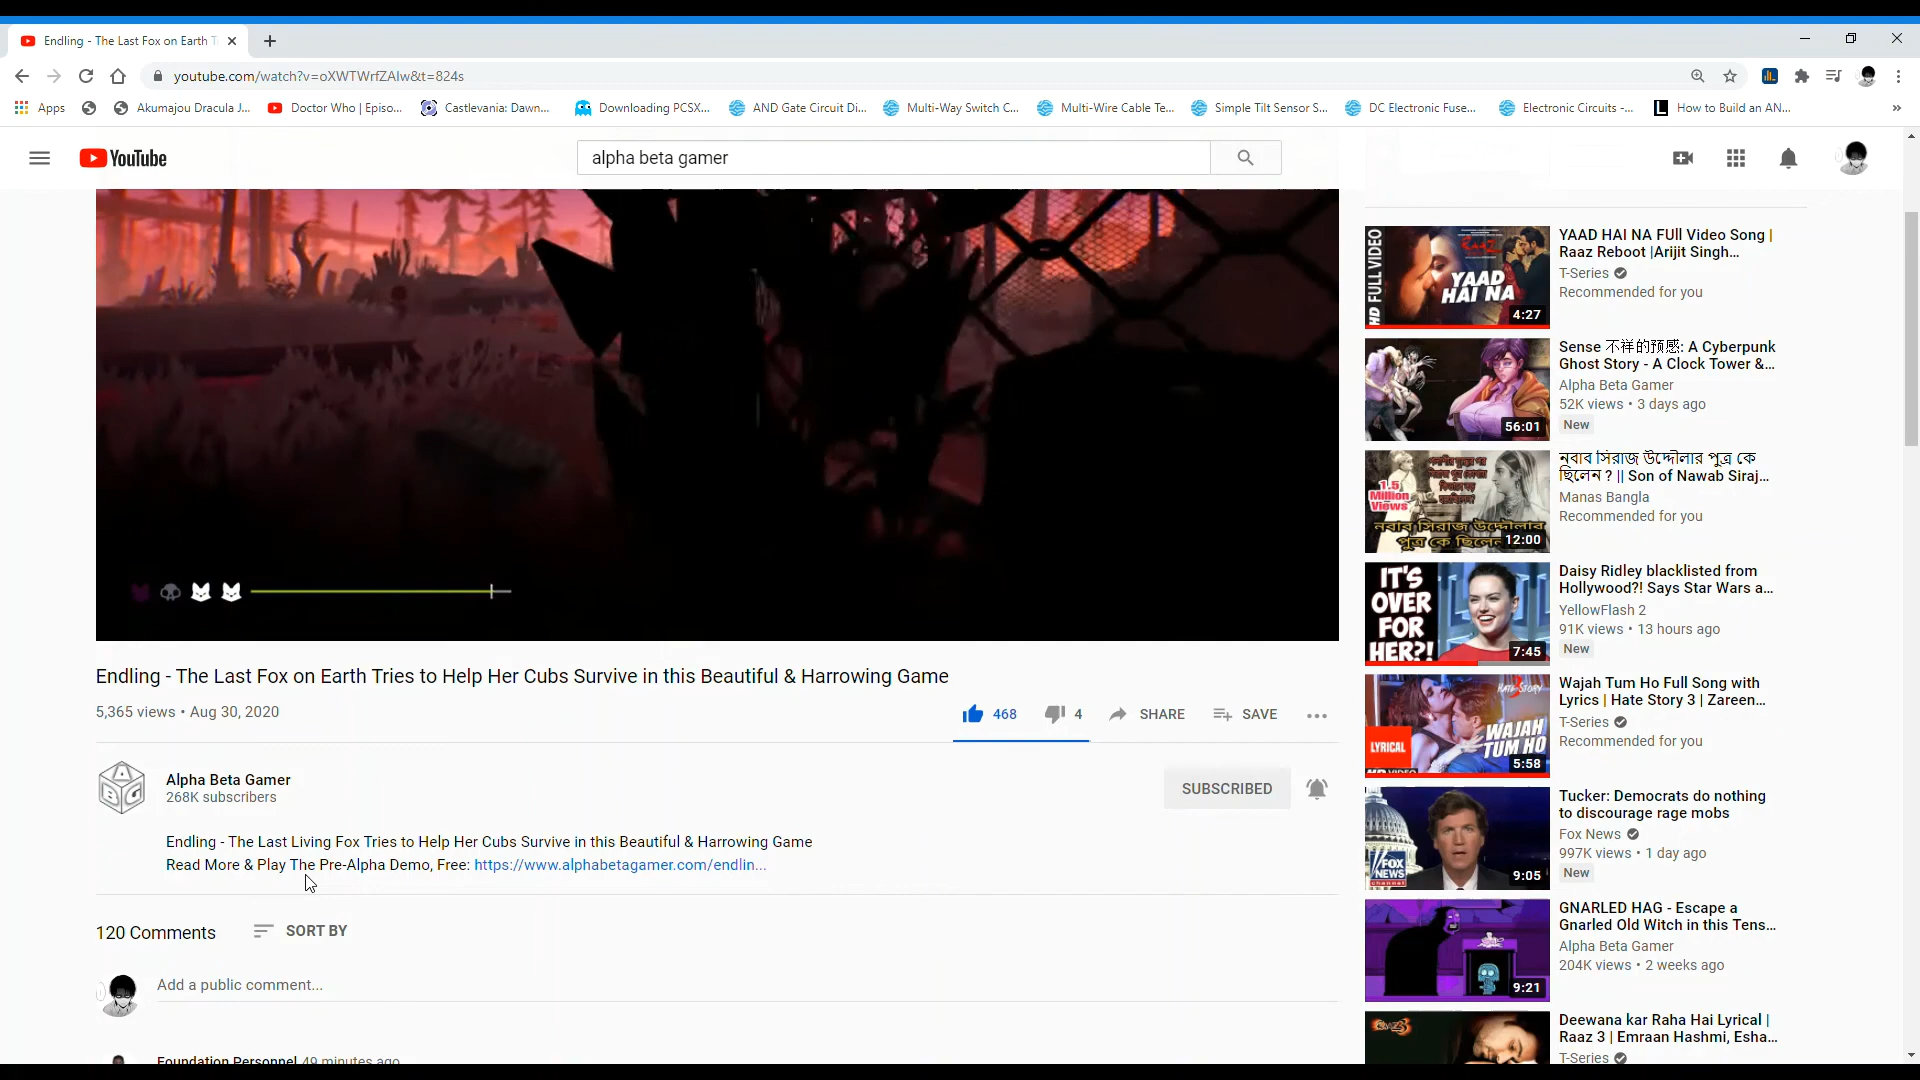 Endling - The Last Fox on Earth T
youtube.com/watch?v=oXWTWrfZAIw&t=824s
Apps
Akumajou Dracula J...
Doctor Who | Episo...
Castlevania: Dawn...
Downloading PCSX...
AND Gate Circuit Di...
Multi-Way Switch C...
Multi-Wire Cable Te...
Simple Tilt Sensor S...
DC Electronic Fuse...
Electronic Circuits -...
How to Build an AN...
YouTube
alpha beta gamer
Endling - The Last Fox on Earth Tries to Help Her Cubs Survive in this Beautiful & Harrowing Game
5,365 views • Aug 30, 2020
468
4
SHARE
SAVE
Alpha Beta Gamer
268K subscribers
SUBSCRIBED
Endling - The Last Living Fox Tries to Help Her Cubs Survive in this Beautiful & Harrowing Game
Read More & Play The Pre-Alpha Demo, Free: https://www.alphabetagamer.com/endlin...
120 Comments
SORT BY
Add a public comment...
Foundation Personnel 49 minutes ago
HD FULL VIDEO
YAAD
HAI NA
4:27
YAAD HAI NA FUll Video Song |
Raaz Reboot |Arijit Singh...
T-Series
Recommended for you
56:01
Sense 不祥的预感: A Cyberpunk
Ghost Story - A Clock Tower &...
Alpha Beta Gamer
52K views • 3 days ago
New
1.5
Million
Views
নবাব সিরাজ উদ্দৌলার
পুত্র কে ছিলেন
12:00
নবাব সিরাজ উদ্দৌলার পুত্র কে
ছিলেন ? || Son of Nawab Siraj...
Manas Bangla
Recommended for you
IT'S
OVER
FOR
HER?!
7:45
Daisy Ridley blacklisted from
Hollywood?! Says Star Wars a...
YellowFlash 2
91K views • 13 hours ago
New
HATE STORY 3
LYRICAL
WAJAH
TUM HO
5:58
Wajah Tum Ho Full Song with
Lyrics | Hate Story 3 | Zareen...
T-Series
Recommended for you
FOX
NEWS
channel
9:05
Tucker: Democrats do nothing
to discourage rage mobs
Fox News
997K views • 1 day ago
New
9:21
GNARLED HAG - Escape a
Gnarled Old Witch in this Tens...
Alpha Beta Gamer
204K views • 2 weeks ago
Deewana kar Raha Hai Lyrical |
Raaz 3 | Emraan Hashmi, Esha...
T-Series